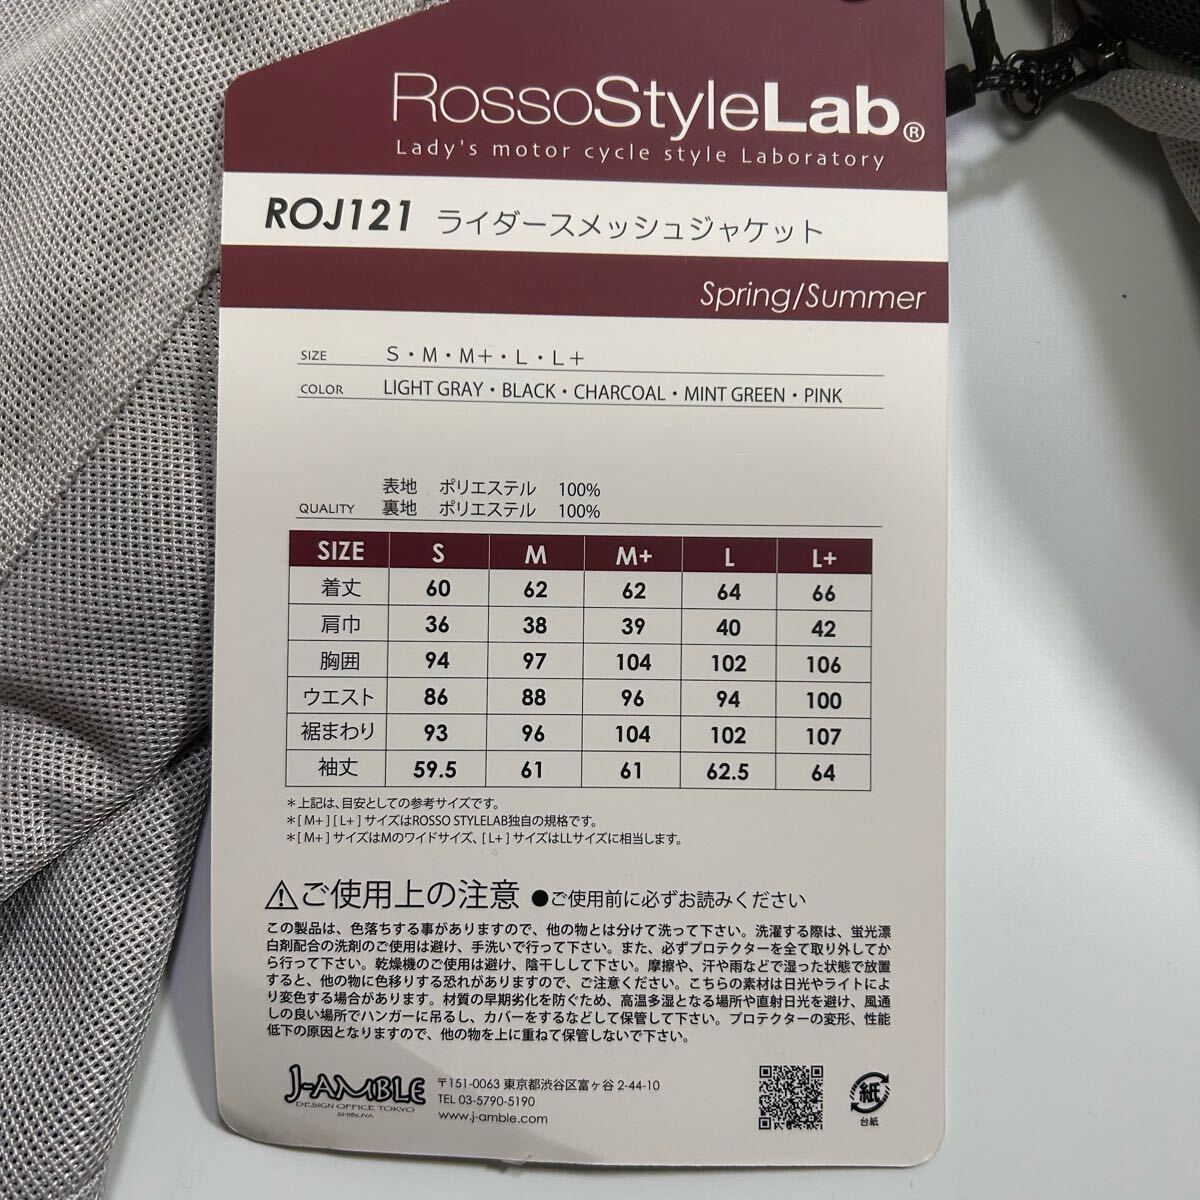 RossoStyleLab®
Lady's motor cycle style Laboratory
ROJ121 ライダースメッシュジャケット
Spring/Summer
SIZE S・M・M+・L・L+
COLOR LIGHT GRAY・BLACK・CHARCOAL・MINT GREEN・PINK
表地 ポリエステル 100%
QUALITY 裏地 ポリエステル 100%
SIZE S M M+ L L+
着丈 60 62 62 64 66
肩巾 36 38 39 40 42
胸囲 94 97 104 102 106
ウエスト 86 88 96 94 100
裾まわり 93 96 104 102 107
袖丈 59.5 61 61 62.5 64
*上記は、目安としての参考サイズです。
*[M+][L+]サイズはROSSO STYLELAB独自の規格です。
*[M+]サイズはMのワイドサイズ、[L+]サイズはLLサイズに相当します。
⚠ご使用上の注意 ●ご使用前に必ずお読みください
この製品は、色落ちする事がありますので、他の物とは分けて洗って下さい。洗濯する際は、蛍光漂
白剤配合の洗剤のご使用は避け、手洗いで行って下さい。また、必ずプロテクターを全て取り外してか
ら行って下さい。乾燥機のご使用は避け、陰干しして下さい。摩擦や、汗や雨などで湿った状態で放置
すると、他の物に色移りする恐れがありますので、ご注意ください。こちらの素材は日光やライトによ
り変色する場合があります。材質の早期劣化を防ぐため、高温多湿となる場所や直射日光を避け、風通
しの良い場所でハンガーに吊るし、カバーをするなどして保管して下さい。プロテクターの変形、性能
低下の原因となりますので、他の物を上に重ねて保管しないで下さい。
J-AMBLE
DESIGN OFFICE TOKYO
SHIBUYA
〒151-0063 東京都渋谷区富ヶ谷 2-44-10
TEL 03-5790-5190
www.j-amble.com
紙
台紙